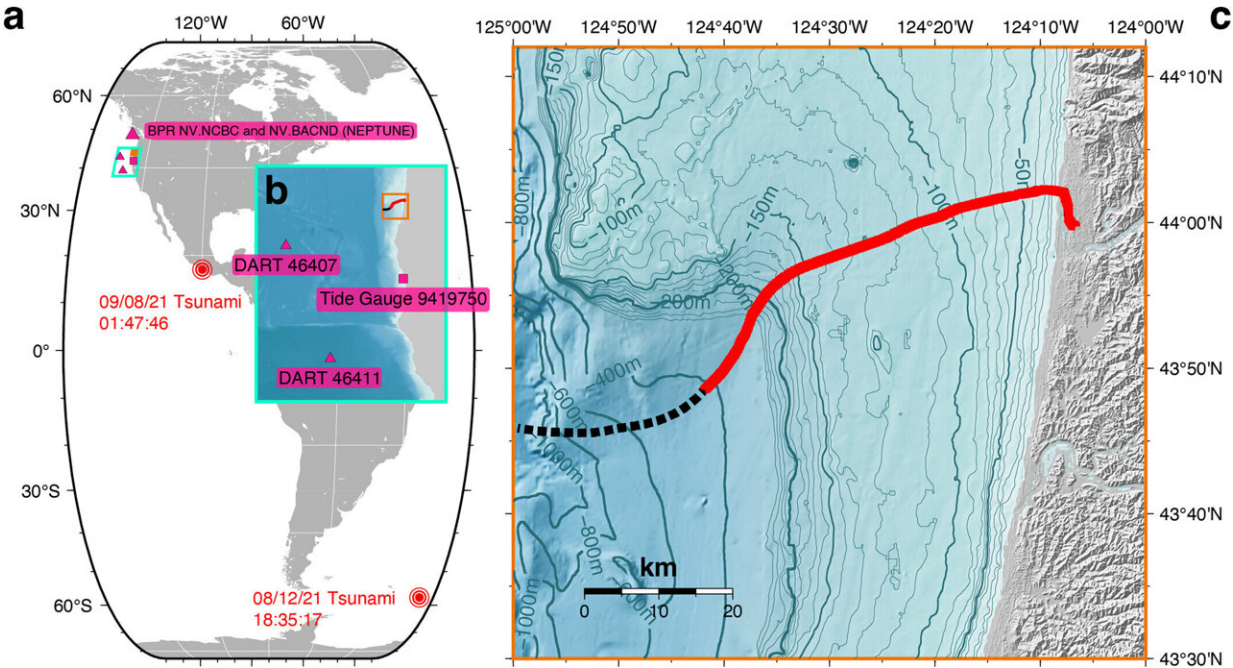 a
120°W
60°W
60°N
30°N
0°
30°S
60°S
BPR NV.NCBC and NV.BACND (NEPTUNE)
09/08/21 Tsunami
01:47:46
08/12/21 Tsunami
18:35:17
b
DART 46407
Tide Gauge 9419750
DART 46411
c
125°00'W
124°50'W
124°40'W
124°30'W
124°20'W
124°10'W
124°00'W
44°10'N
44°00'N
43°50'N
43°40'N
43°30'N
−150m
−800m
−100m
−150m
−100m
−50m
−200m
−200m
−400m
−600m
−1000m
−800m
−1000m
km
0
10
20